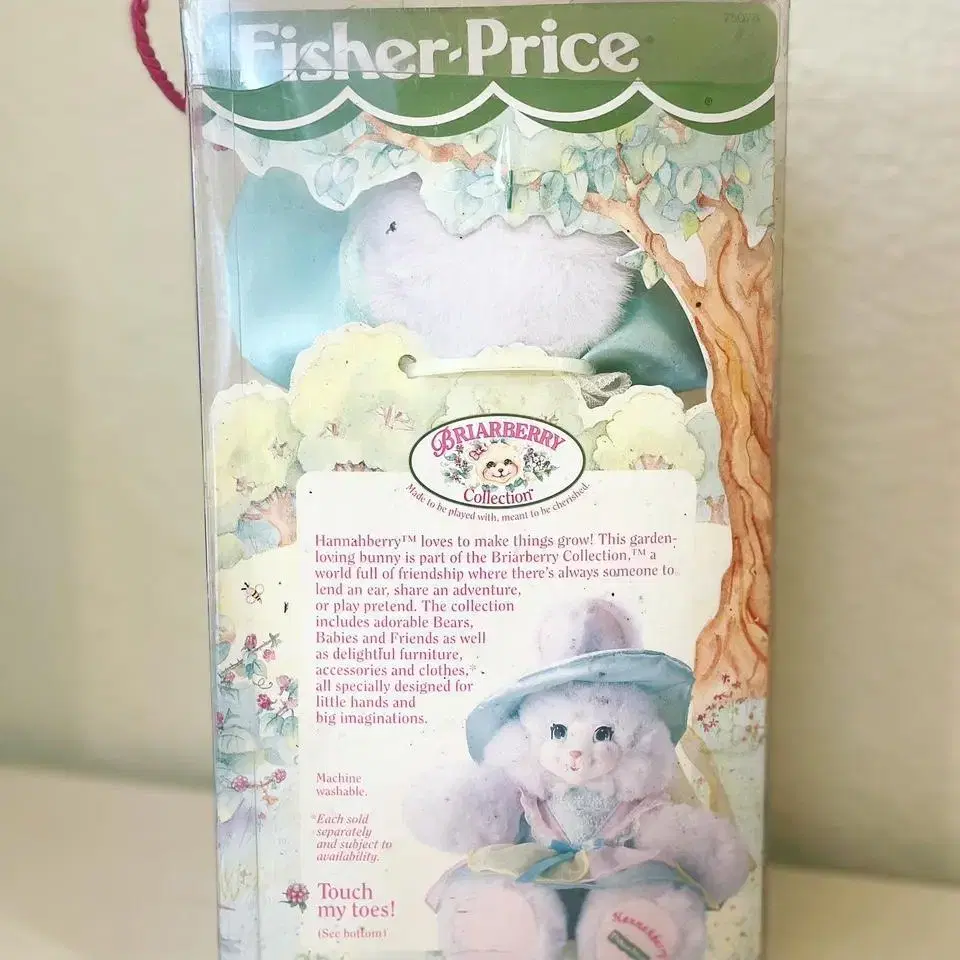 Fisher-Price
BRIARBERRY
Collection™
Made to be played with, meant to be cherished.
Hannahberry™ loves to make things grow! This garden-
loving bunny is part of the Briarberry Collection,™ a
world full of friendship where there's always someone to
lend an ear, share an adventure,
or play pretend. The collection
includes adorable Bears,
Babies and Friends as well
as delightful furniture,
accessories and clothes,*
all specially designed for
little hands and
big imaginations.
Machine
washable.
*Each sold
separately
and subject to
availability.
Touch
my toes!
(See bottom)
Hannahberry